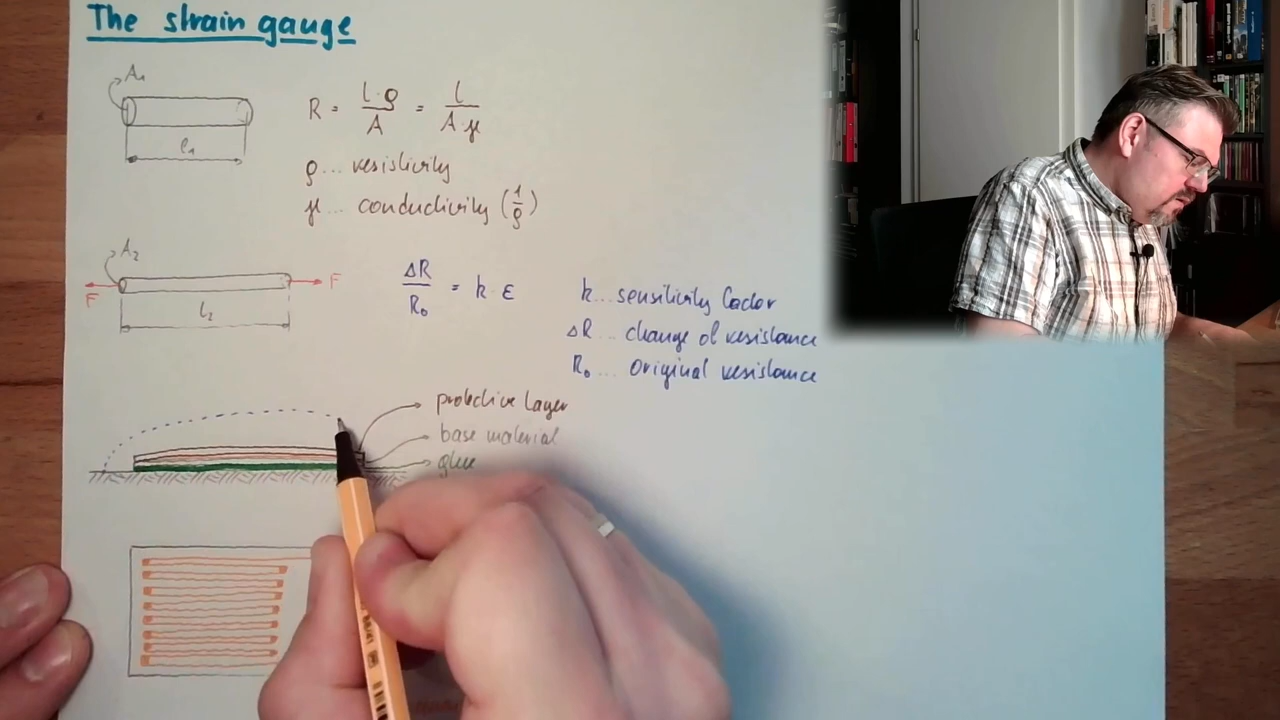 The strain gauge
A₁
l₁
R = l·ρ/A = l/A·ϰ
ρ... resistivity
ϰ... conductivity (1/ρ)
A₂
F
F
l₂
ΔR/R₀ = k·ε
k... sensitivity factor
ΔR... change of resistance
R₀... original resistance
protective layer
base material
glue